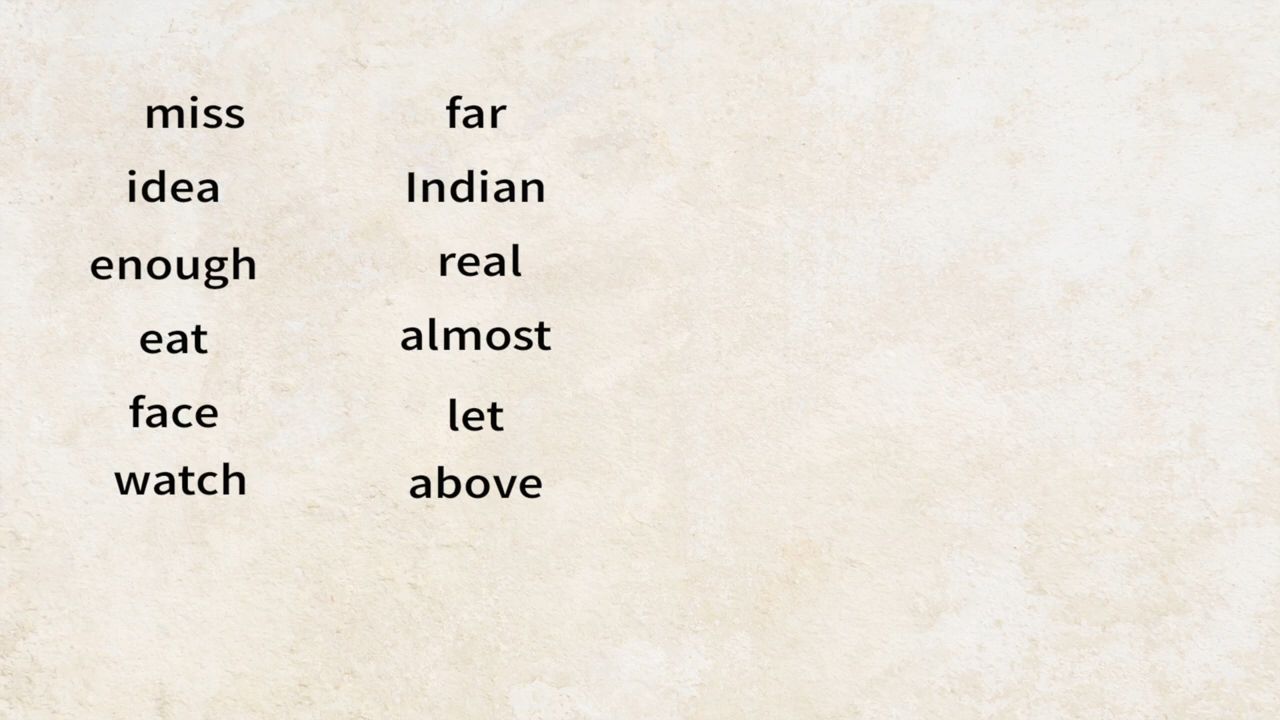 miss
idea
enough
eat
face
watch
far
Indian
real
almost
let
above